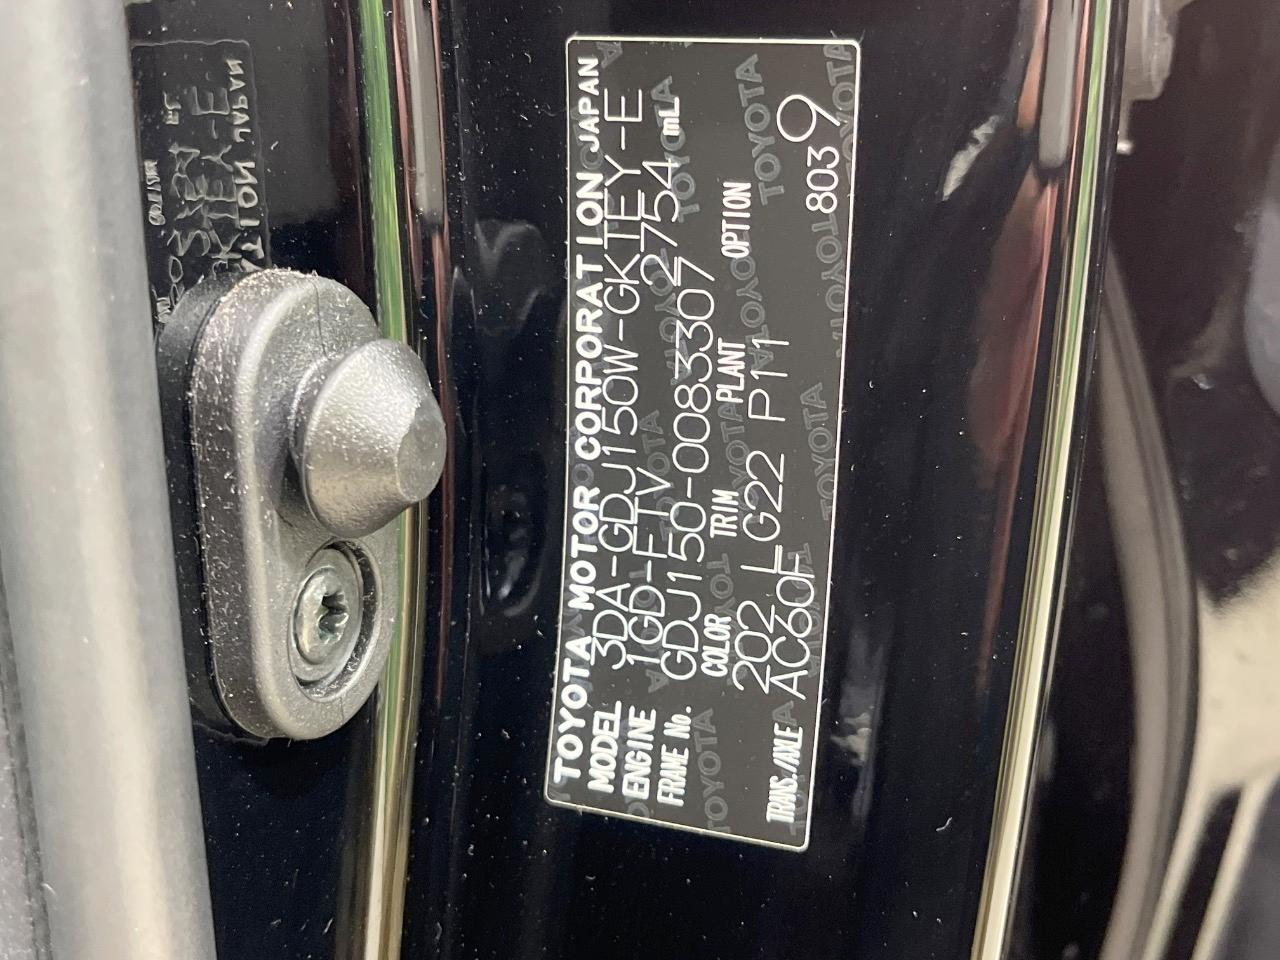 TOYOTA MOTOR CORPORATION JAPAN
MODEL 3DA-GDJ150W-GKTEY-E
ENGINE 1GD-FTV 2754 mL
FRAME No. GDJ150-0083307
COLOR TRIM PLANT OPTION
202 LG22 P11
TRANS./AXLE AC60F 8039